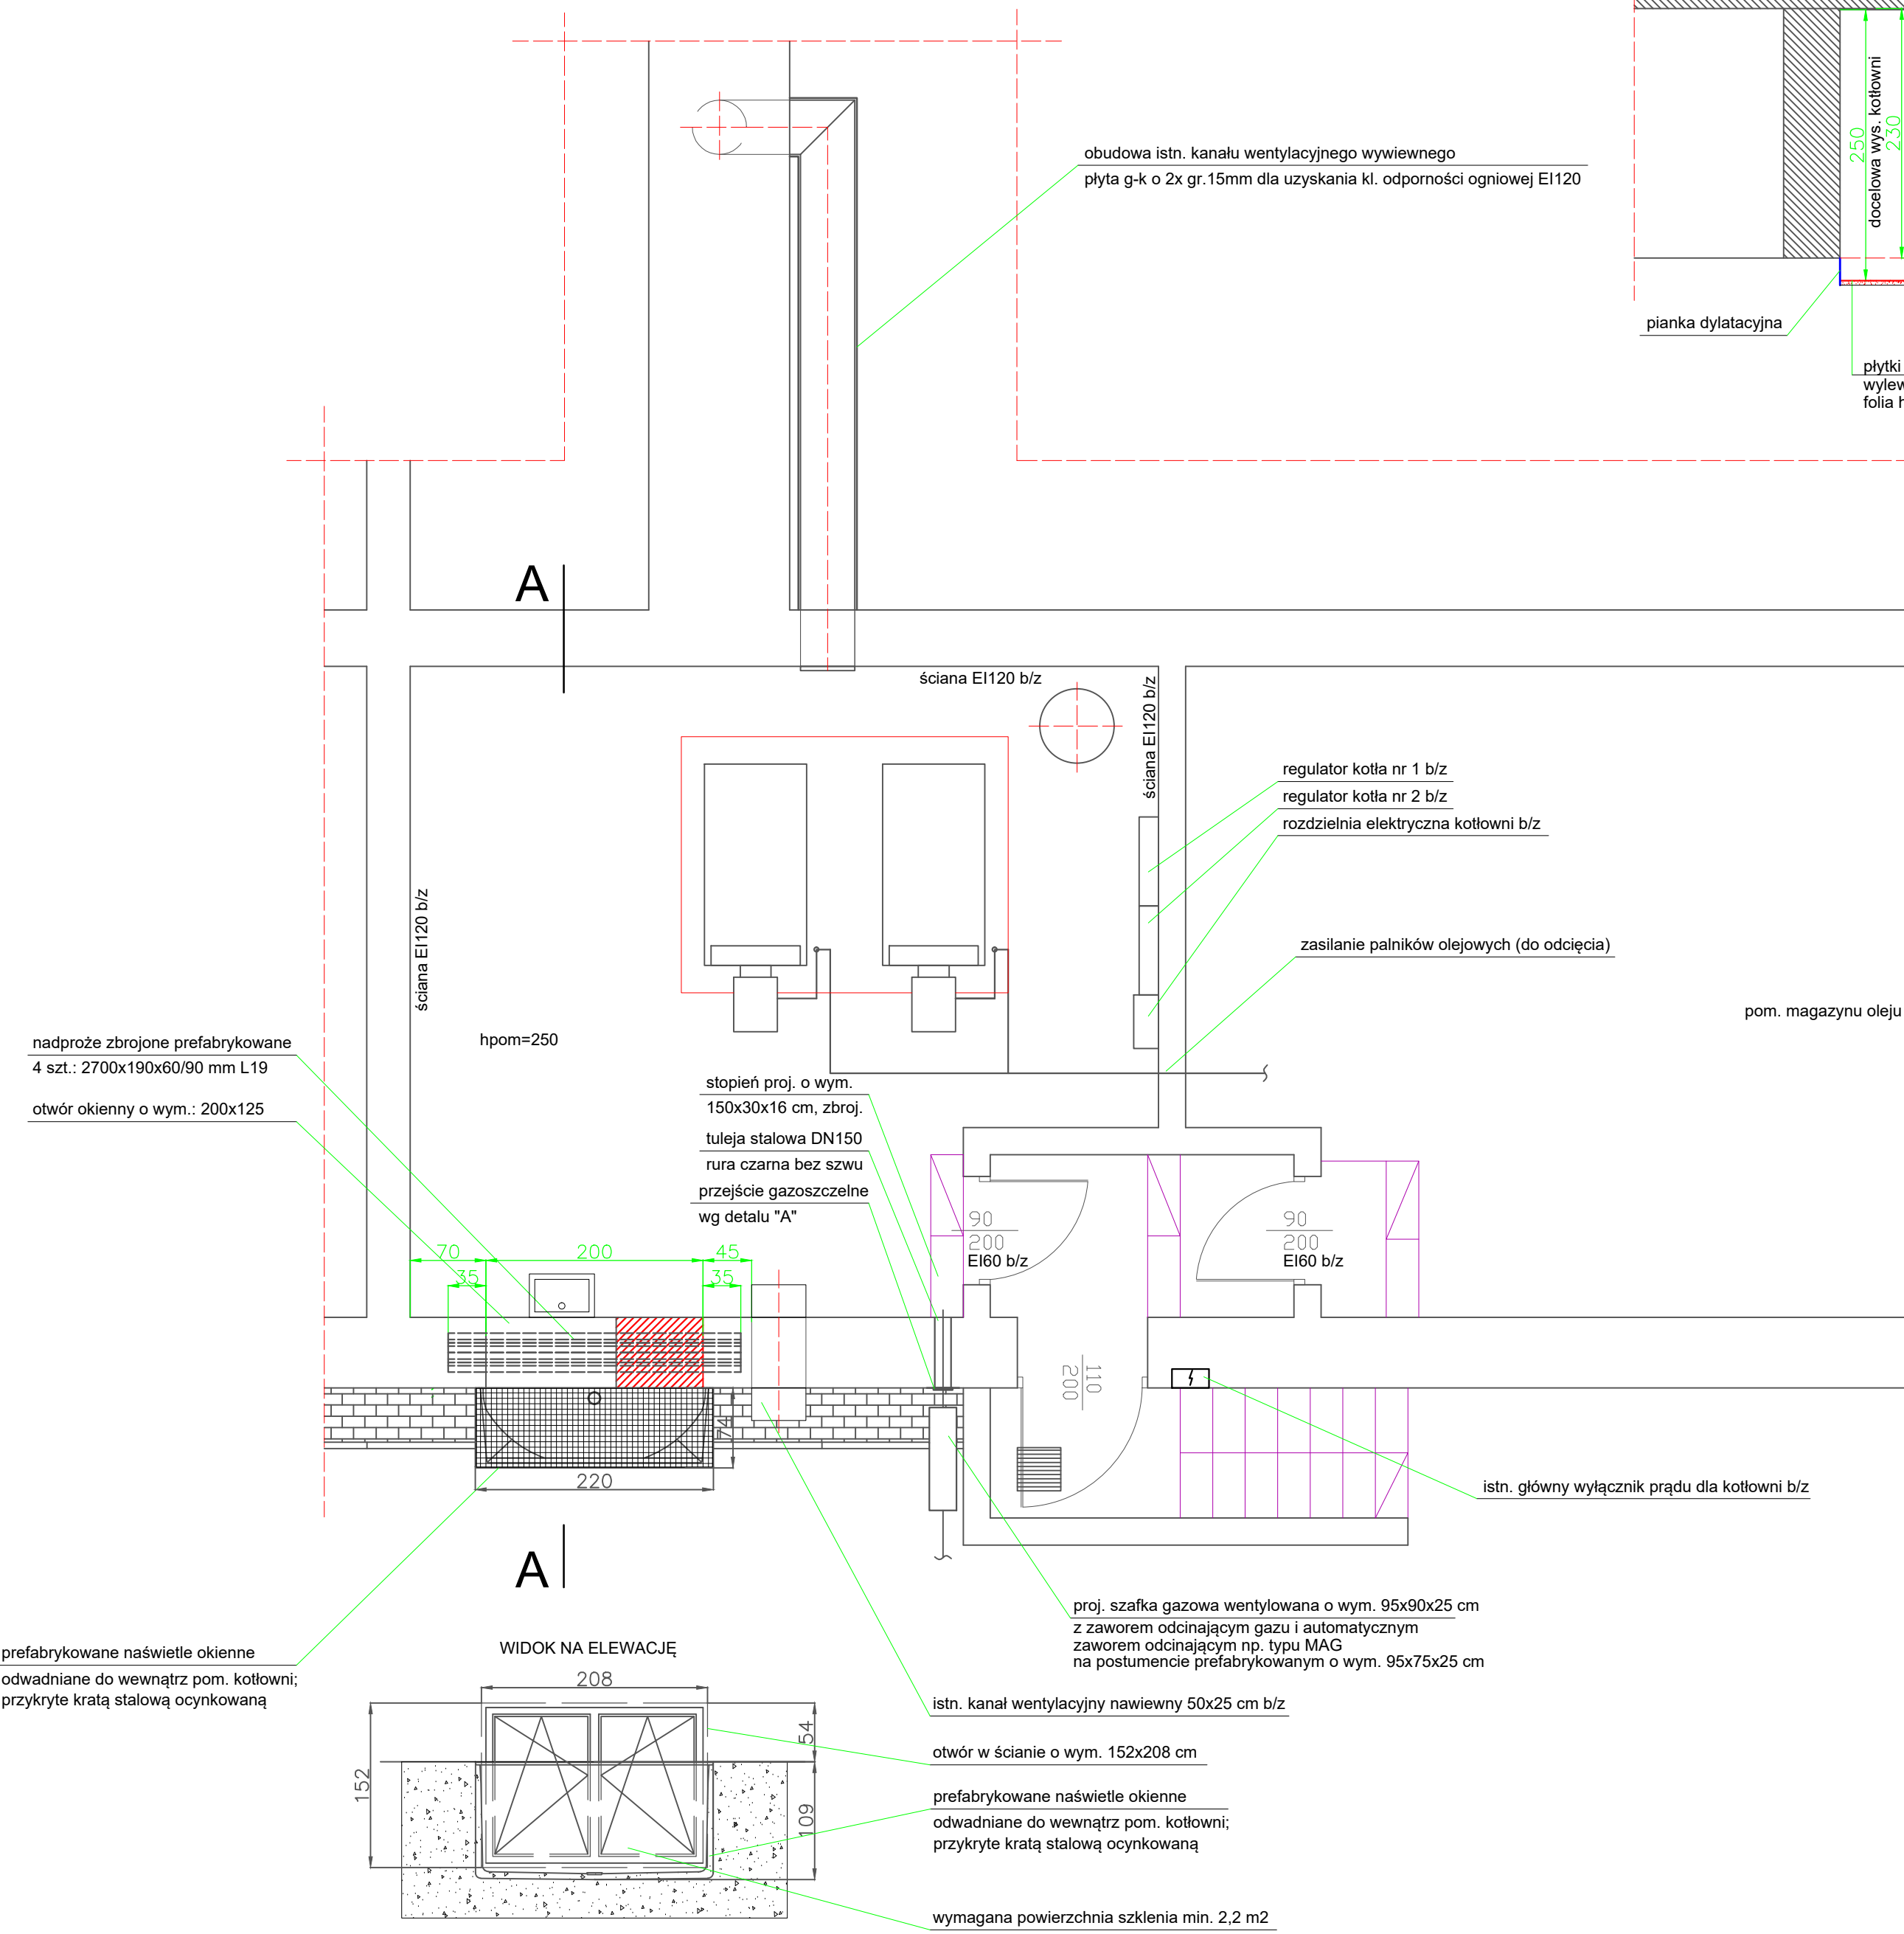 obudowa istn. kanału wentylacyjnego wywiewnego
płyta g-k o 2x gr.15mm dla uzyskania kl. odporności ogniowej EI120
250
docelowa wys. kotłowni
230
pianka dylatacyjna
płytki
folia h
A
ściana EI120 b/z
ściana EI120 b/z
ściana EI120 b/z
regulator kotła nr 1 b/z
regulator kotła nr 2 b/z
rozdzielnia elektryczna kotłowni b/z
zasilanie palników olejowych (do odcięcia)
pom. magazynu oleju
hpom=250
nadproże zbrojone prefabrykowane
4 szt.: 2700x190x60/90 mm L19
otwór okienny o wym.: 200x125
stopień proj. o wym.
150x30x16 cm, zbroj.
tuleja stalowa DN150
rura czarna bez szwu
przejście gazoszczelne
wg detalu "A"
90
200
EI60 b/z
90
200
EI60 b/z
70
200
45
35
35
110
200
74
220
istn. główny wyłącznik prądu dla kotłowni b/z
A
proj. szafka gazowa wentylowana o wym. 95x90x25 cm
z zaworem odcinającym gazu i automatycznym
zaworem odcinającym np. typu MAG
na postumencie prefabrykowanym o wym. 95x75x25 cm
prefabrykowane naświetle okienne
odwadniane do wewnątrz pom. kotłowni;
przykryte kratą stalową ocynkowaną
WIDOK NA ELEWACJĘ
208
54
152
109
istn. kanał wentylacyjny nawiewny 50x25 cm b/z
otwór w ścianie o wym. 152x208 cm
prefabrykowane naświetle okienne
odwadniane do wewnątrz pom. kotłowni;
przykryte kratą stalową ocynkowaną
wymagana powierzchnia szklenia min. 2,2 m2